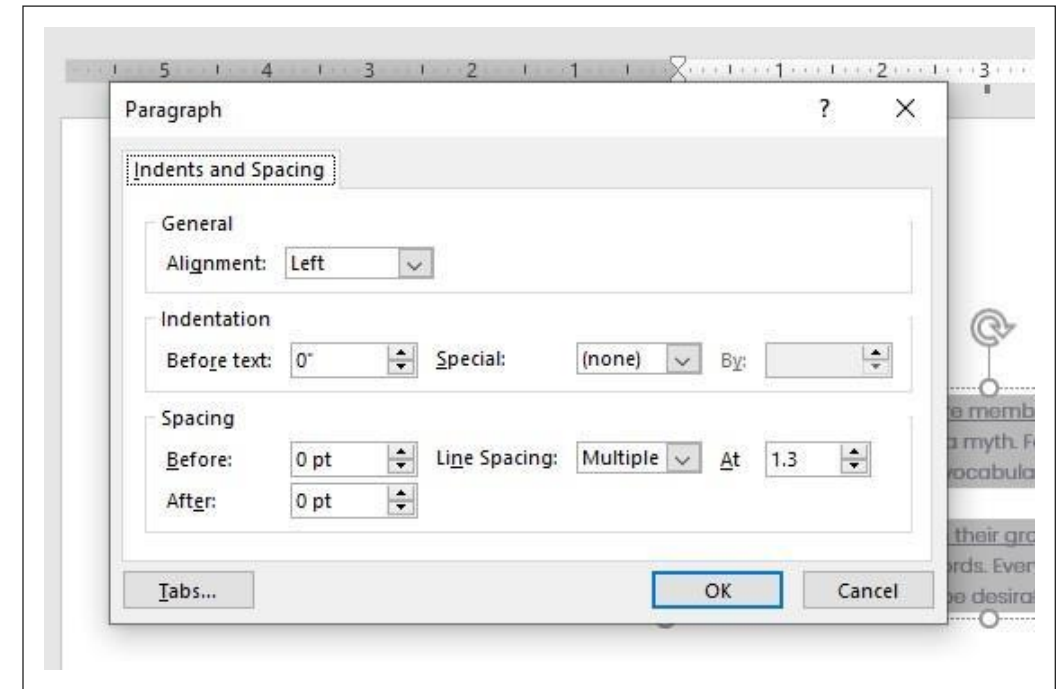 5 4 3 2 1 1 2 3
Paragraph ? X
Indents and Spacing
General
Alignment: Left
Indentation
Before text: 0" Special: (none) By:
Spacing
Before: 0 pt Line Spacing: Multiple At 1.3
After: 0 pt
Tabs... OK Cancel
a myth.
their
be